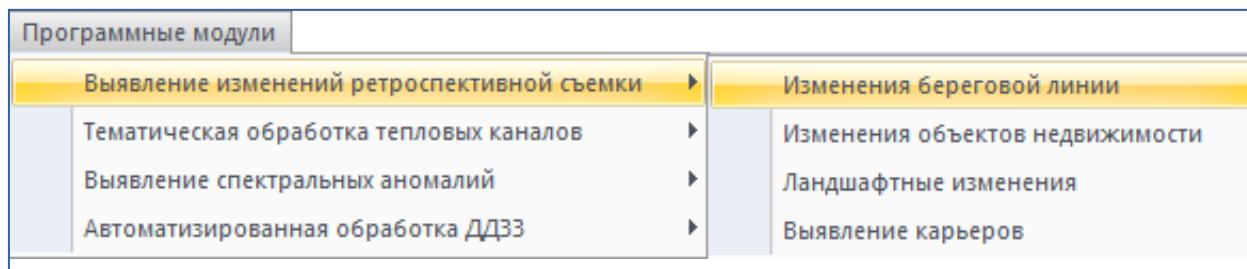 Программные модули
Выявление изменений ретроспективной съемки
Тематическая обработка тепловых каналов
Выявление спектральных аномалий
Автоматизированная обработка ДДЗЗ
Изменения береговой линии
Изменения объектов недвижимости
Ландшафтные изменения
Выявление карьеров